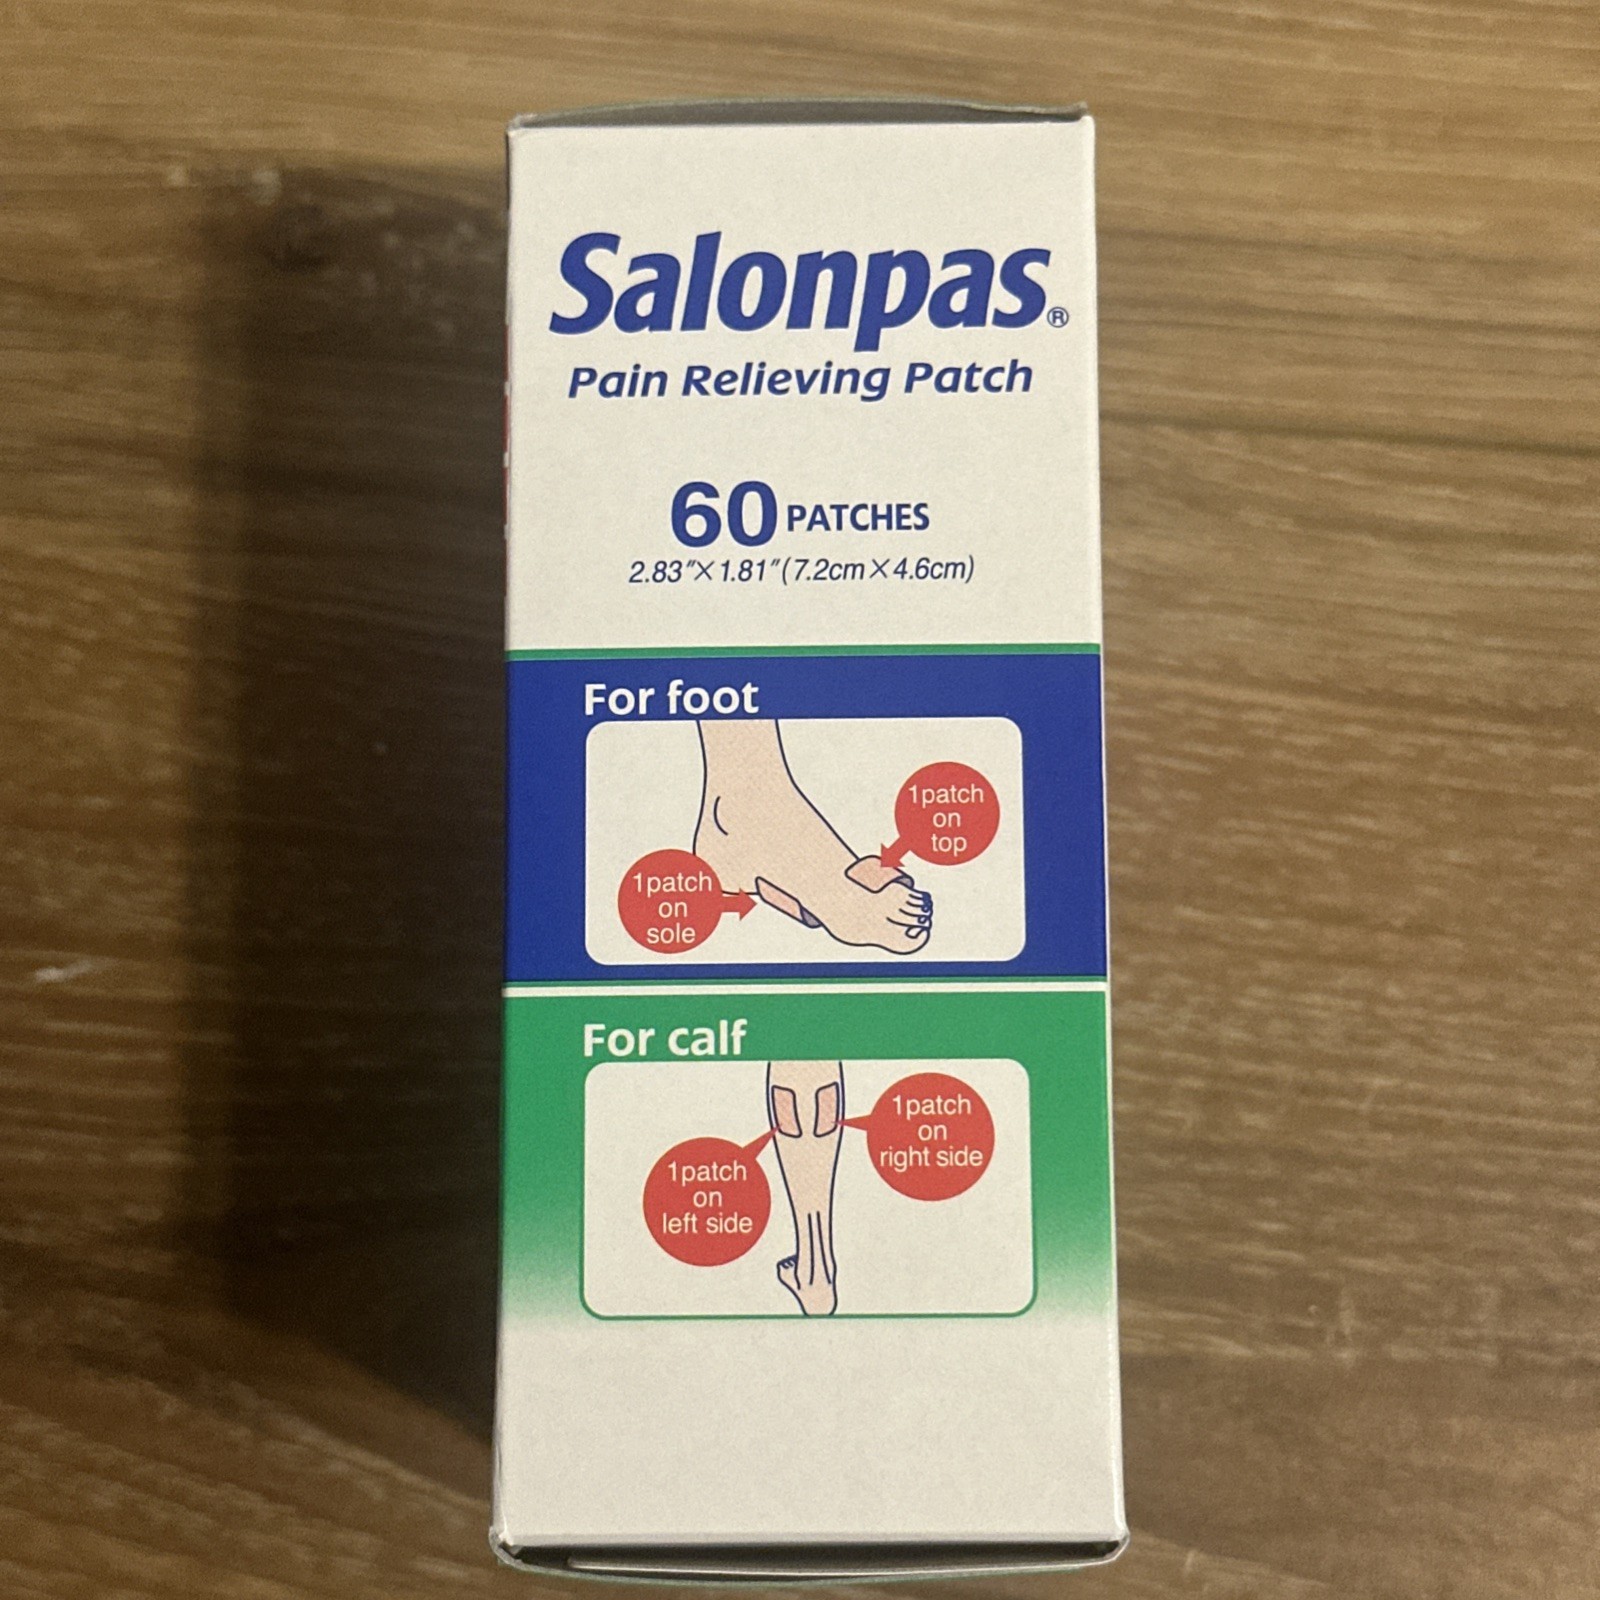 Salonpas®
Pain Relieving Patch
60 PATCHES
2.83"×1.81"(7.2cm×4.6cm)
For foot
1patch
on
top
1patch
on
sole
For calf
1patch
on
right side
1patch
on
left side